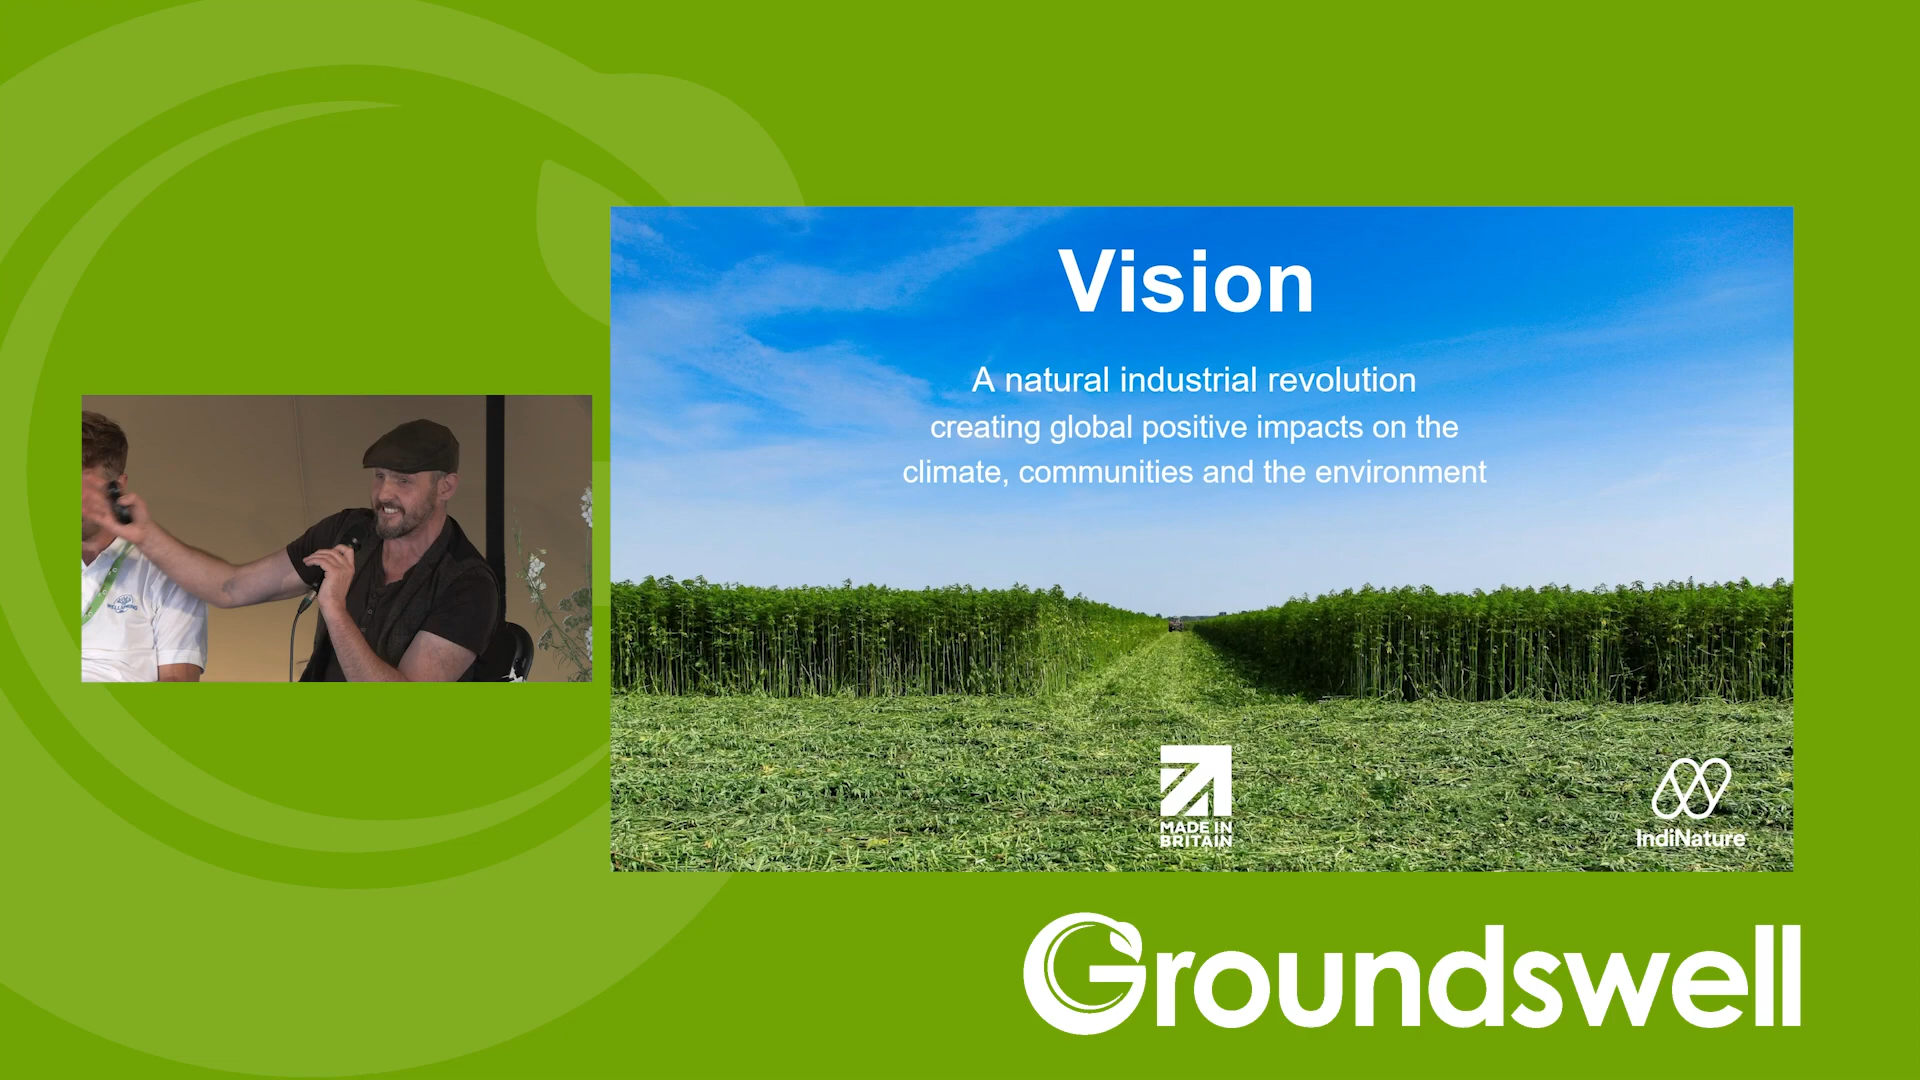 Vision
A natural industrial revolution
creating global positive impacts on the
climate, communities and the environment
MADE IN
BRITAIN
IndiNature
Groundswell